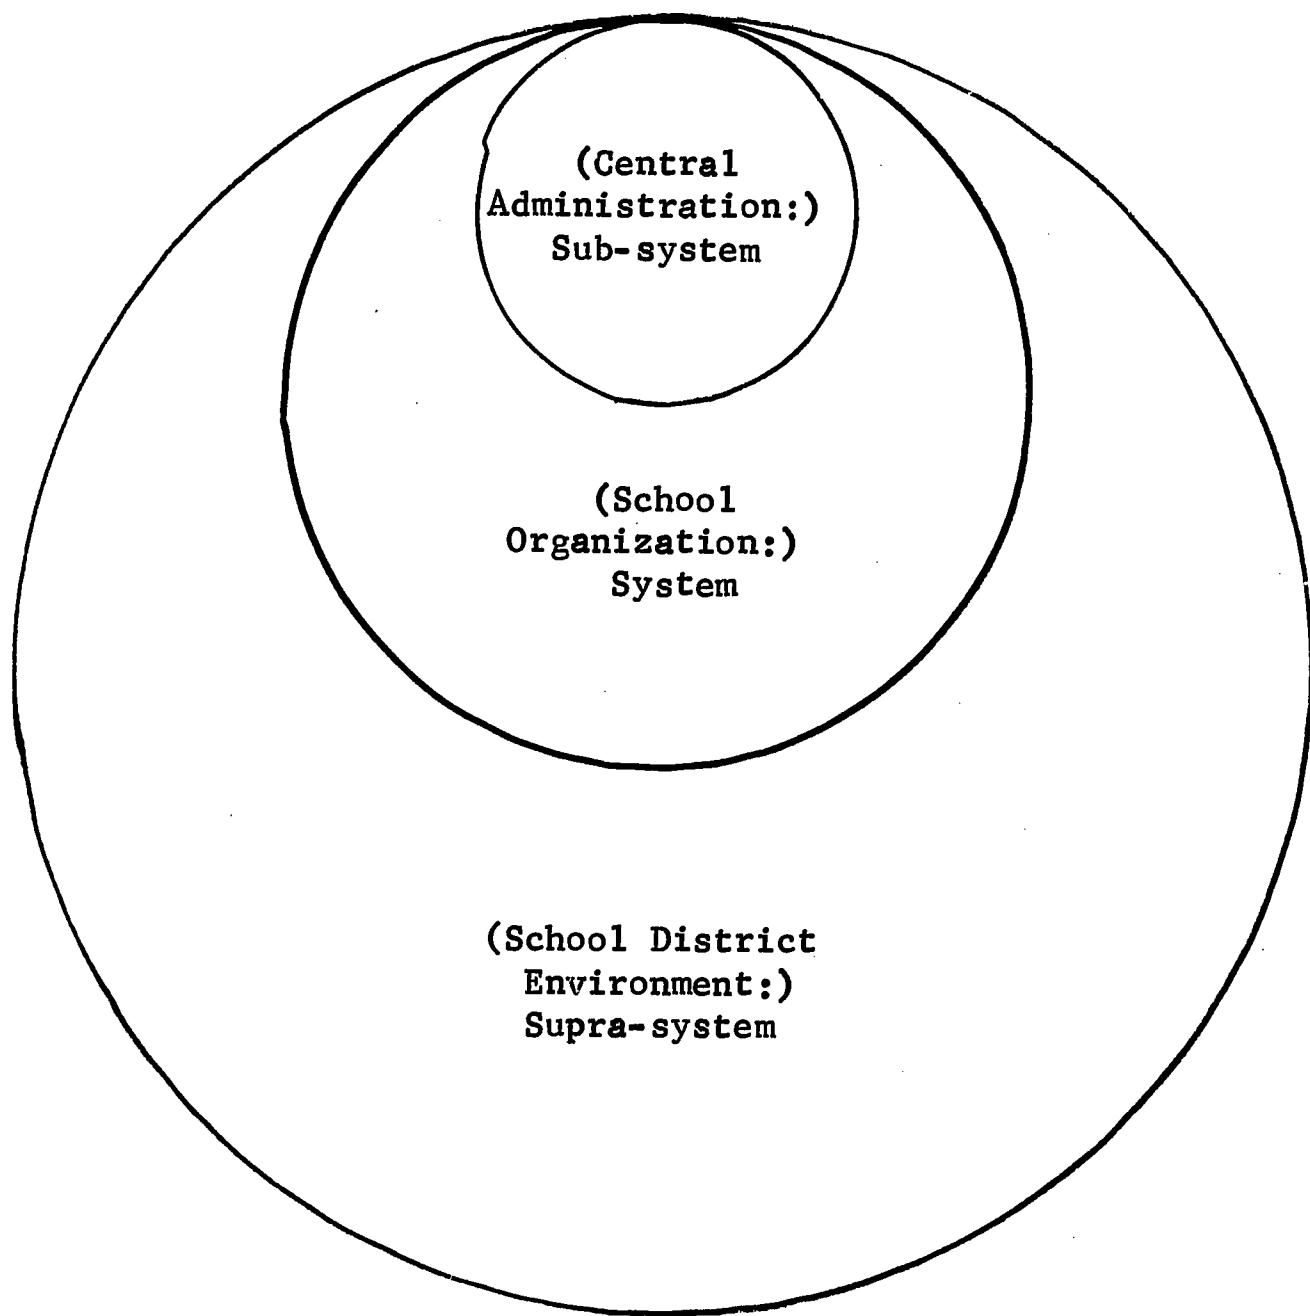 (Central
Administration:)
Sub-system
(School
Organization:)
System
(School District
Environment:)
Supra-system